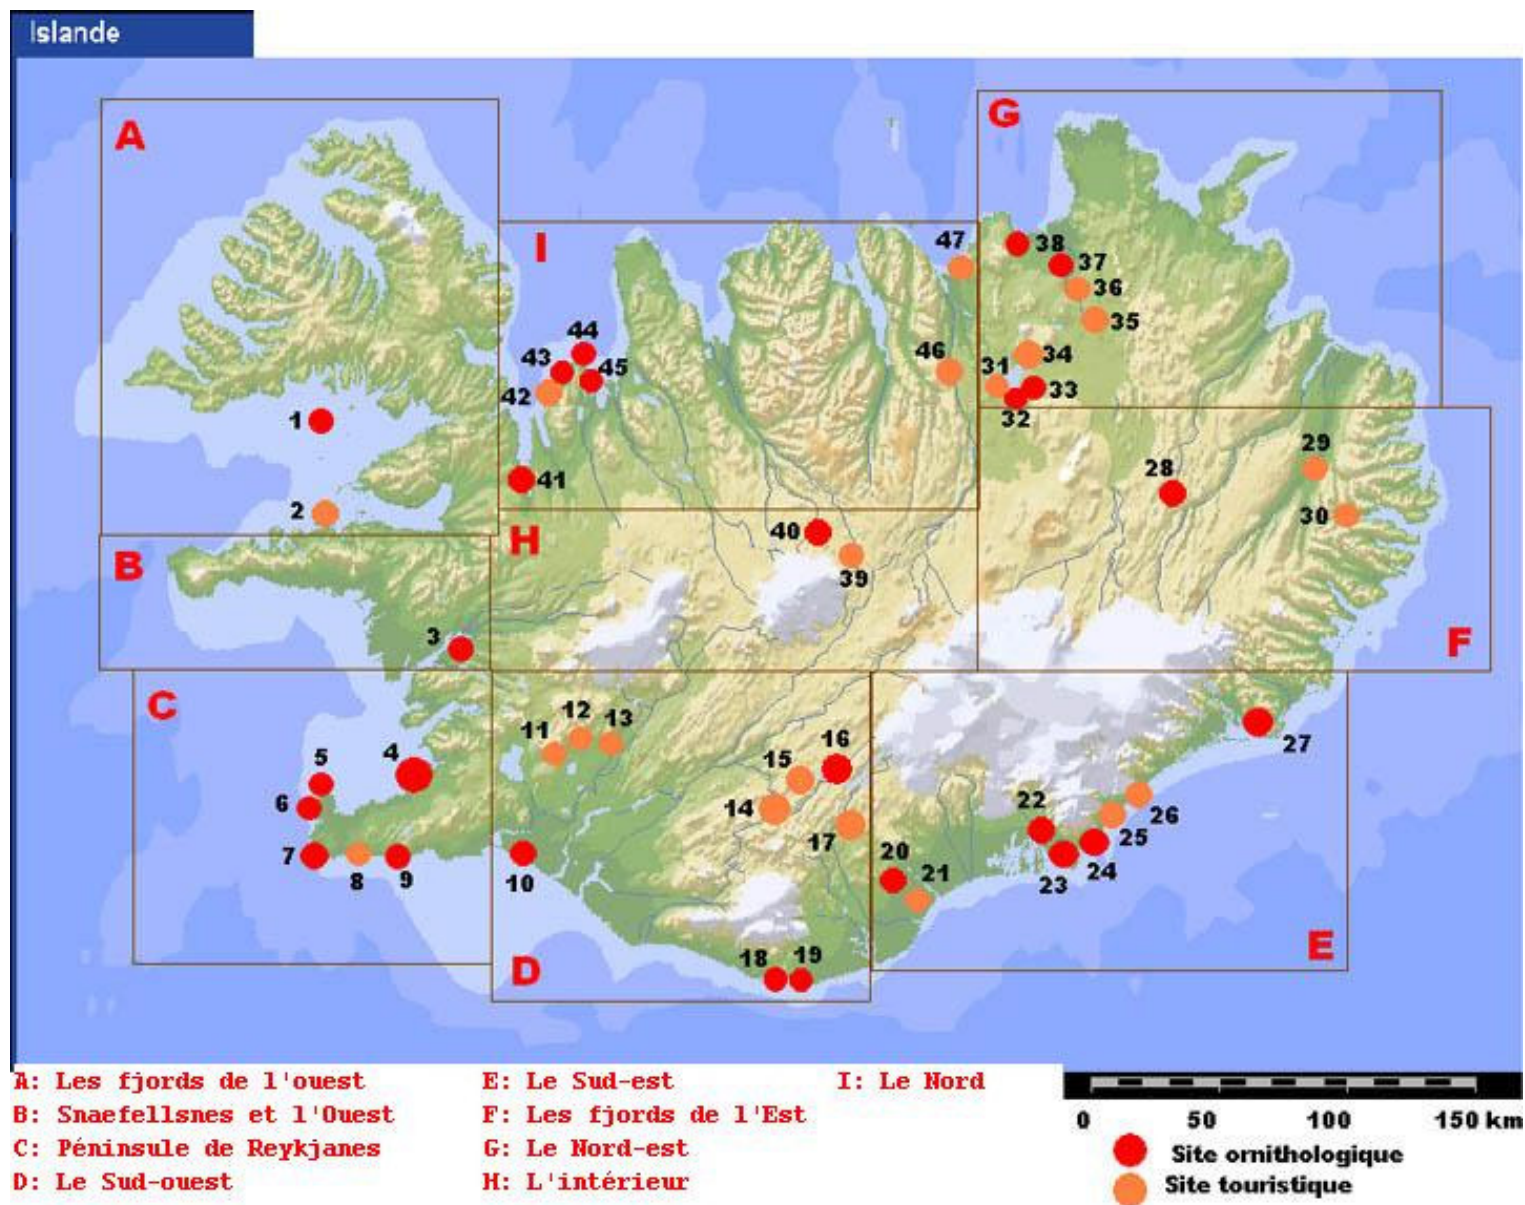 Islande
A
G
47
I
38
37
36
35
44
43
45
46
34
31
42
33
32
1
29
28
41
2
30
40
H
B
39
3
F
C
12
11
13
27
4
16
5
15
6
14
22
26
17
25
7
8
9
10
20
21
23
24
E
D
18
19
A: Les fjords de l'ouest
B: Snaefellsnes et l'Ouest
C: Péninsule de Reykjanes
D: Le Sud-ouest
E: Le Sud-est
F: Les fjords de l'Est
G: Le Nord-est
H: L'intérieur
I: Le Nord
0 50 100 150 km
Site ornithologique
Site touristique